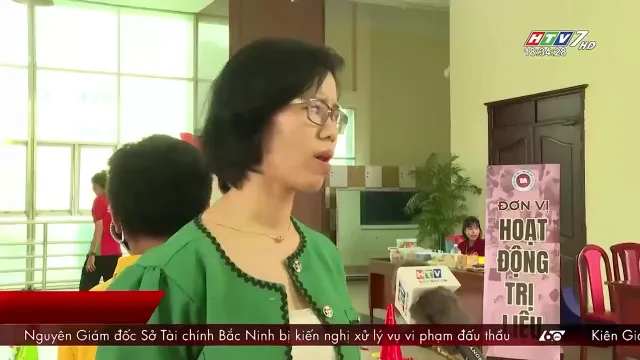 HTV7 HD
18:34:28
ĐƠN VỊ
HOẠT
ĐỘNG
TRỊ
LIỆU
HTV
Nguyên Giám đốc Sở Tài chính Bắc Ninh bị kiến nghị xử lý vụ vi phạm đấu thầu
60
Kiên Gi